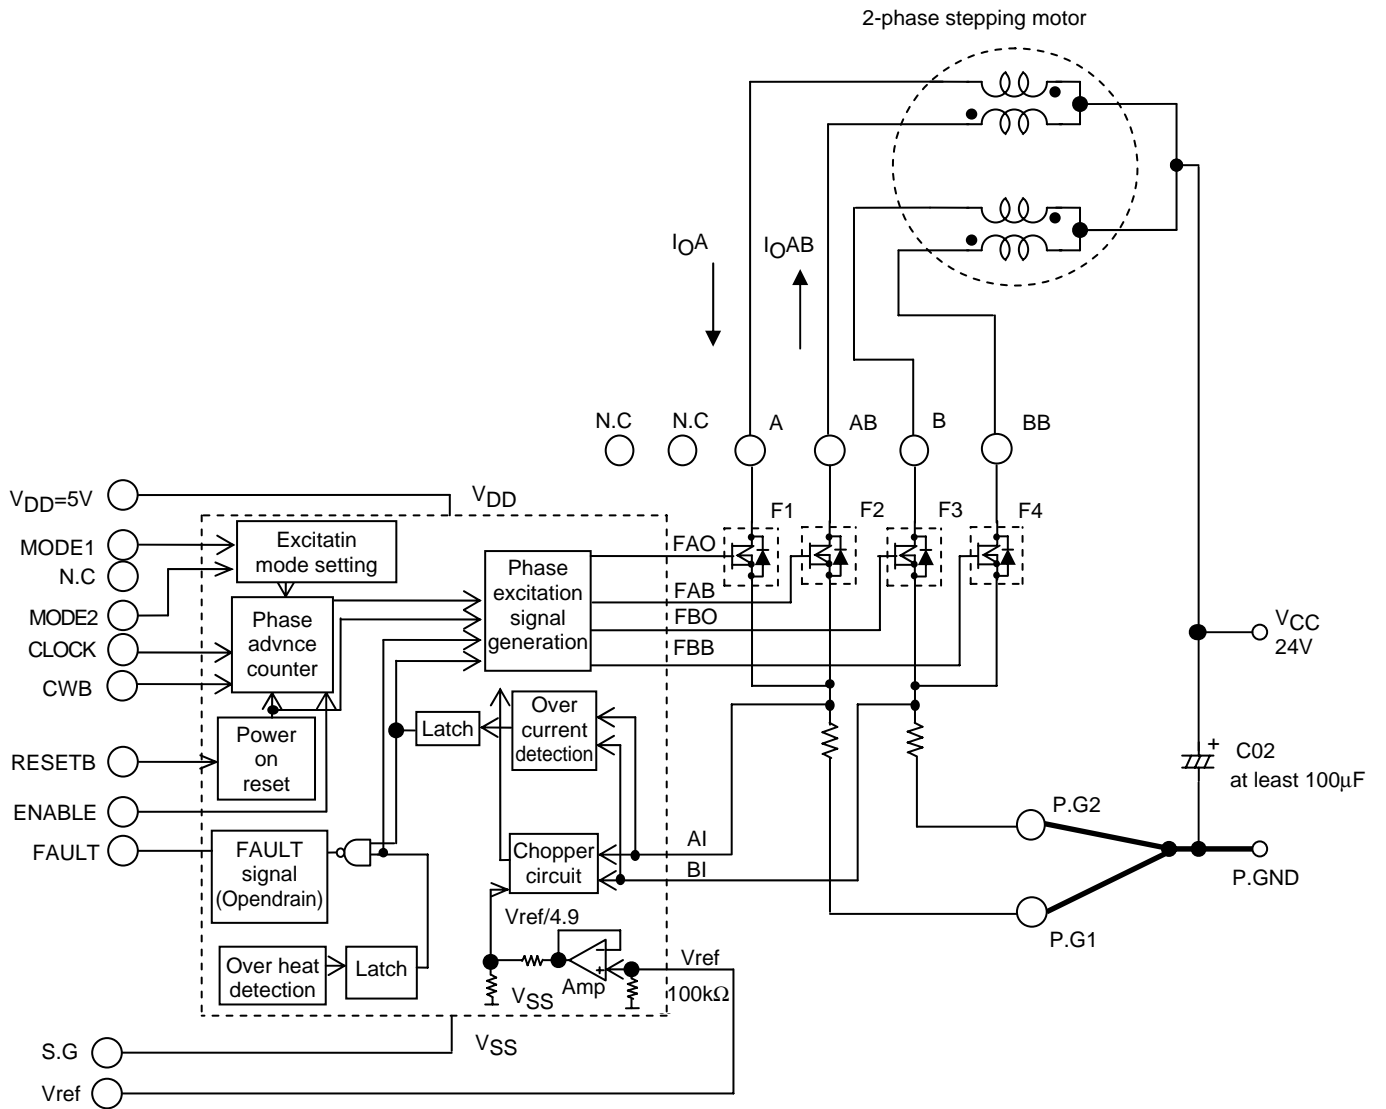 2-phase stepping motor
IOA
IOAB
N.C
N.C
A
AB
B
BB
VDD=5V
VDD
F1
F2
F3
F4
MODE1
N.C
MODE2
CLOCK
CWB
RESETB
ENABLE
FAULT
Excitatin
mode setting
Phase
advnce
counter
Power
on
reset
FAULT
signal
(Opendrain)
Over heat
detection
Latch
Phase
excitation
signal
generation
FAO
FAB
FBO
FBB
Latch
Over
current
detection
Chopper
circuit
AI
BI
Vref/4.9
Amp
Vref
100kΩ
VSS
VSS
S.G
Vref
VCC
24V
+
C02
at least 100μF
P.G2
P.GND
P.G1
−
+